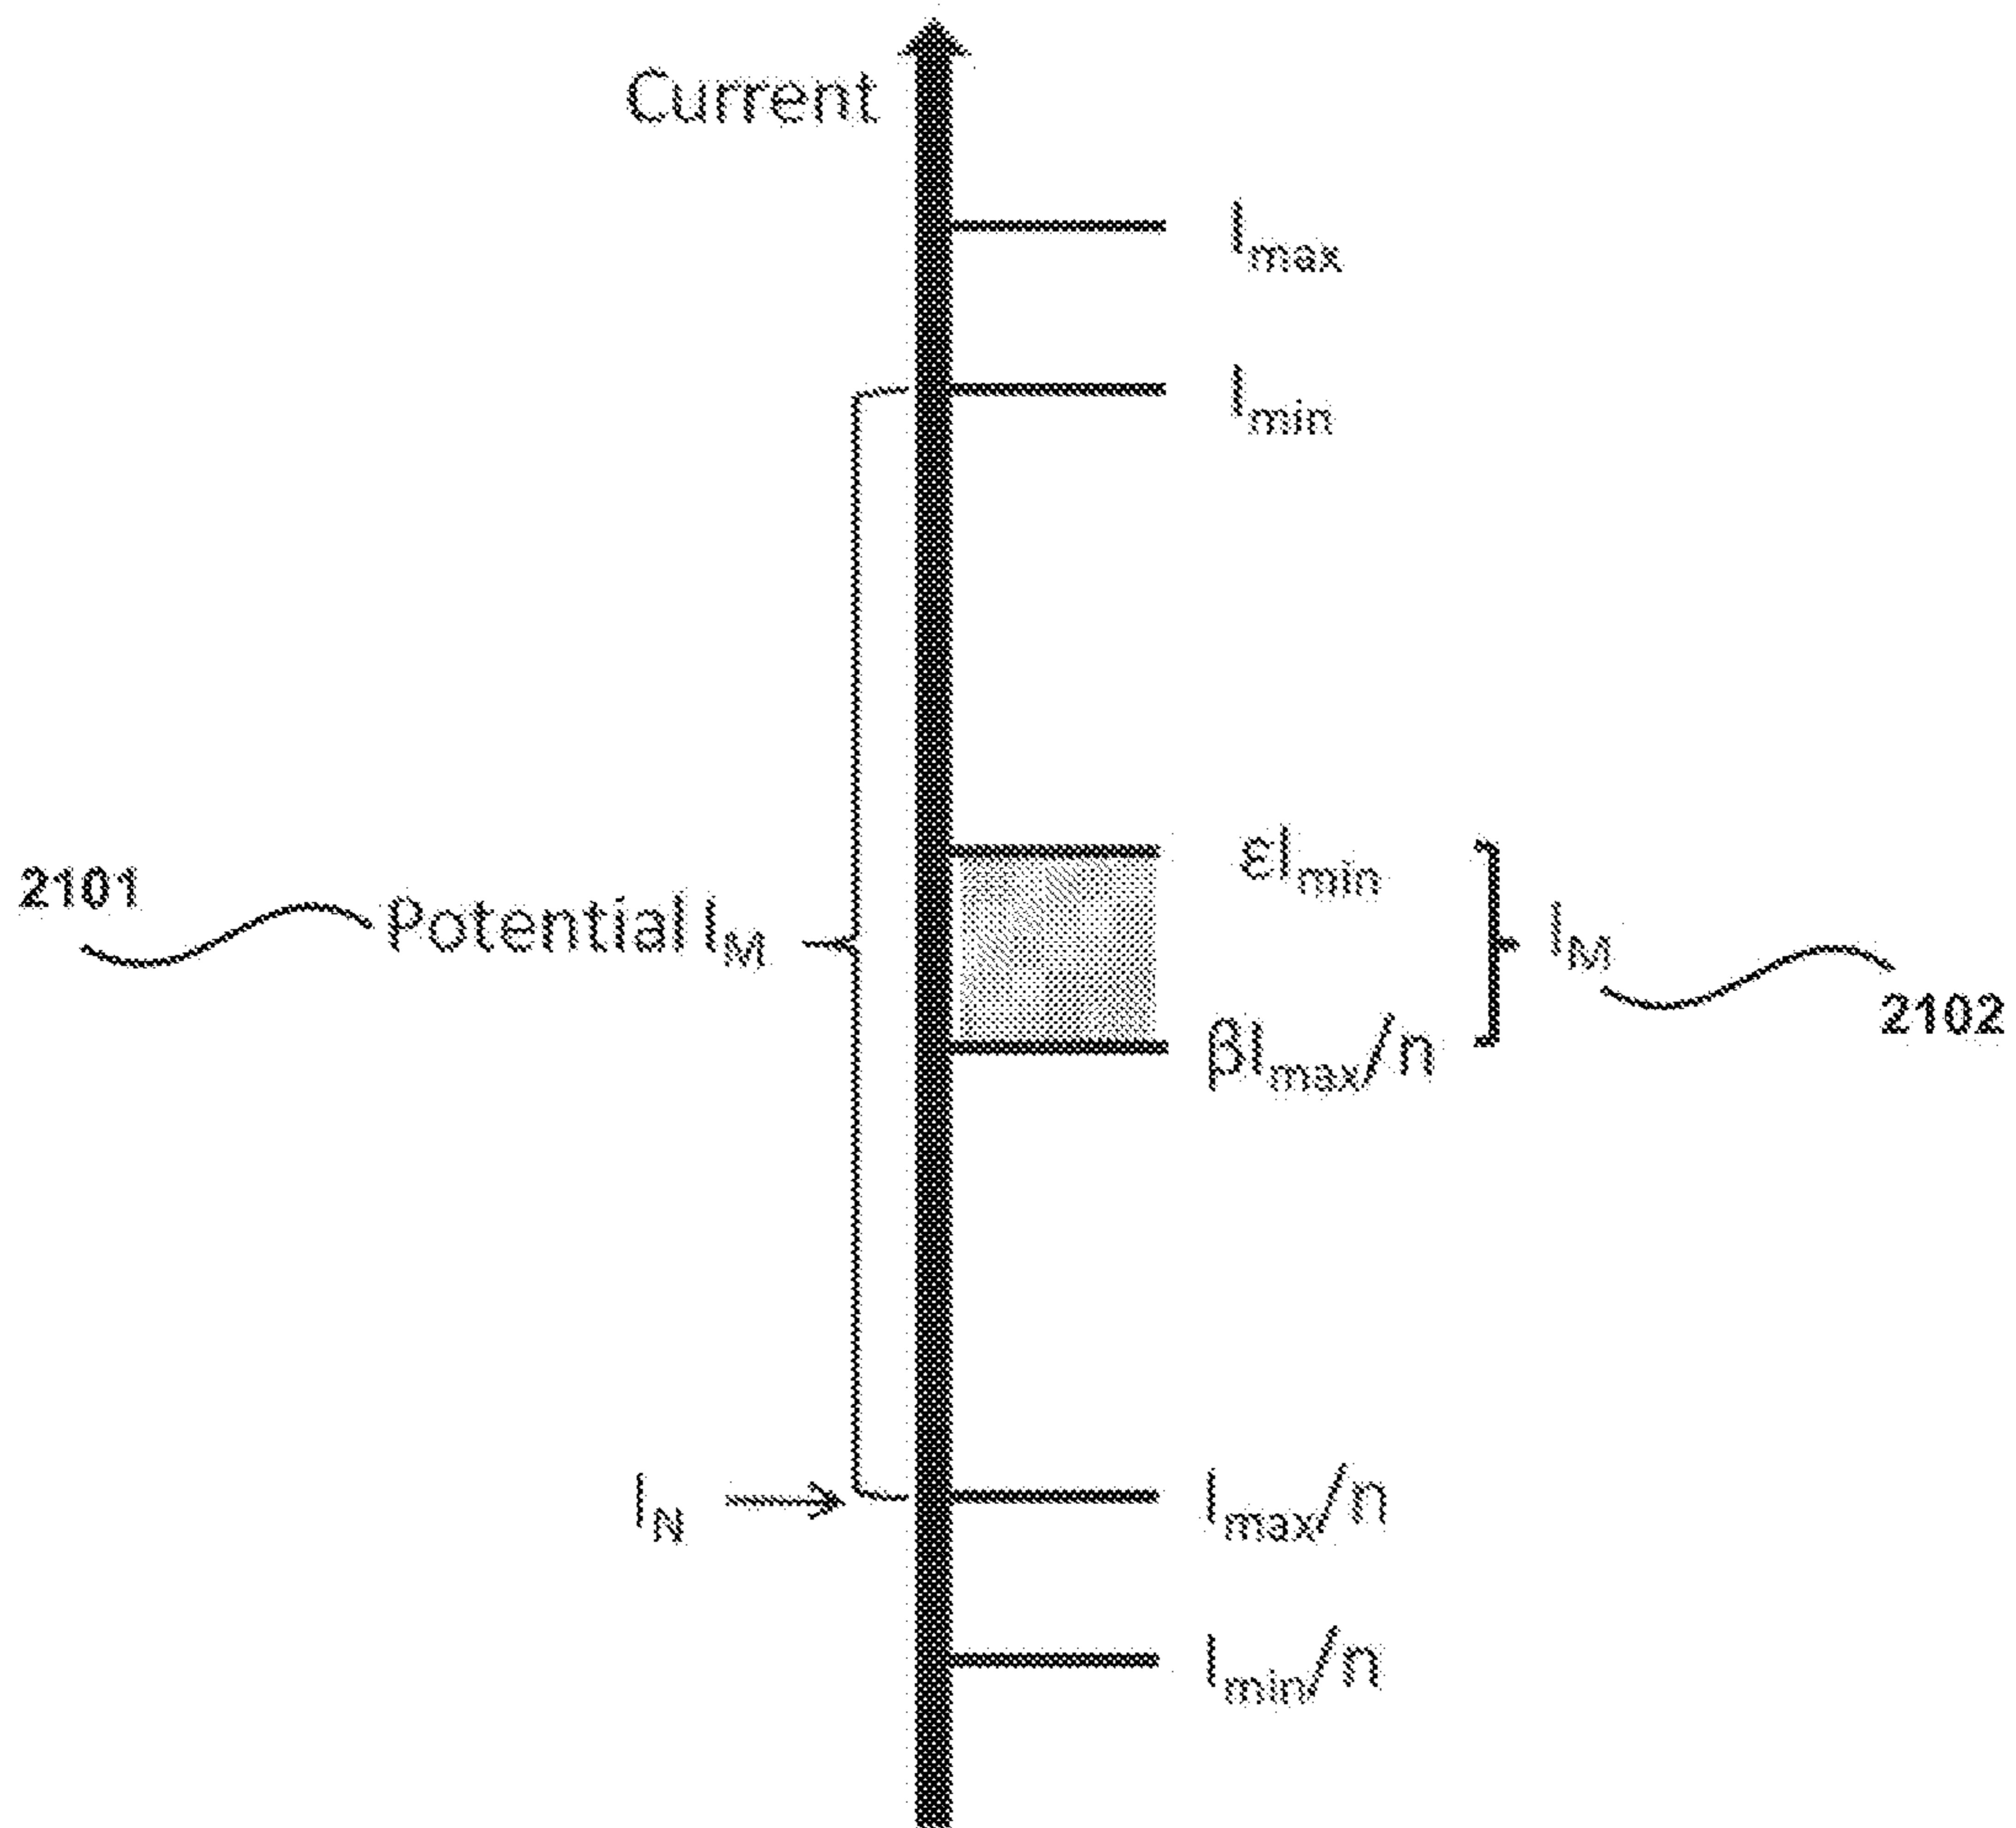 Current
Imax
Imin
εImin
2101
Potential IM
IM
2102
βImax/n
IN
Imax/n
Imin/n